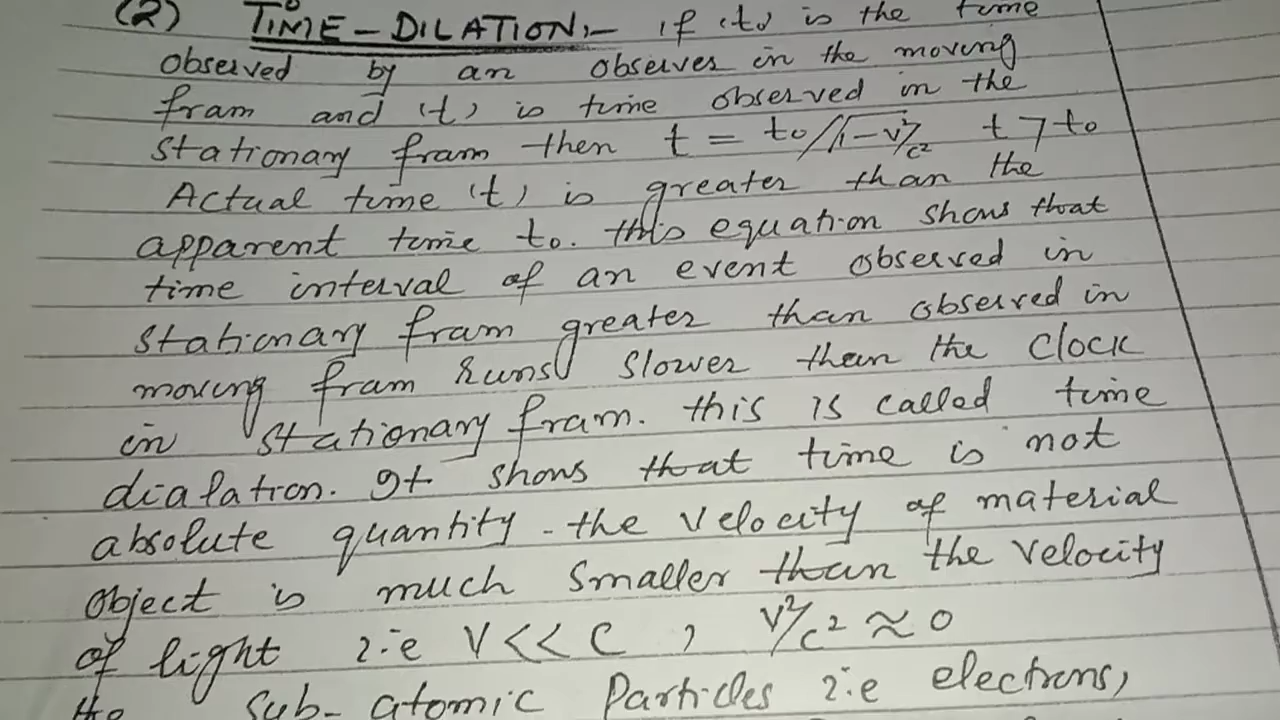 (2) TIME-DILATION:- if (to) is the time
observed by an observer in the moving
fram and (t) is time observed in the
stationary fram then t = to/√1-v²/c² t > to
Actual time (t) is greater than the
apparent time to. this equation shows that
time interval of an event observed in
stationary fram greater than observed in
moving fram runs slower than the clock
in stationary fram. this is called time
dialation. It shows that time is not
absolute quantity. the velocity of material
object is much smaller than the velocity
of light i.e V << C , V²/c² ≈ 0
the sub-atomic Particles i.e electrons,